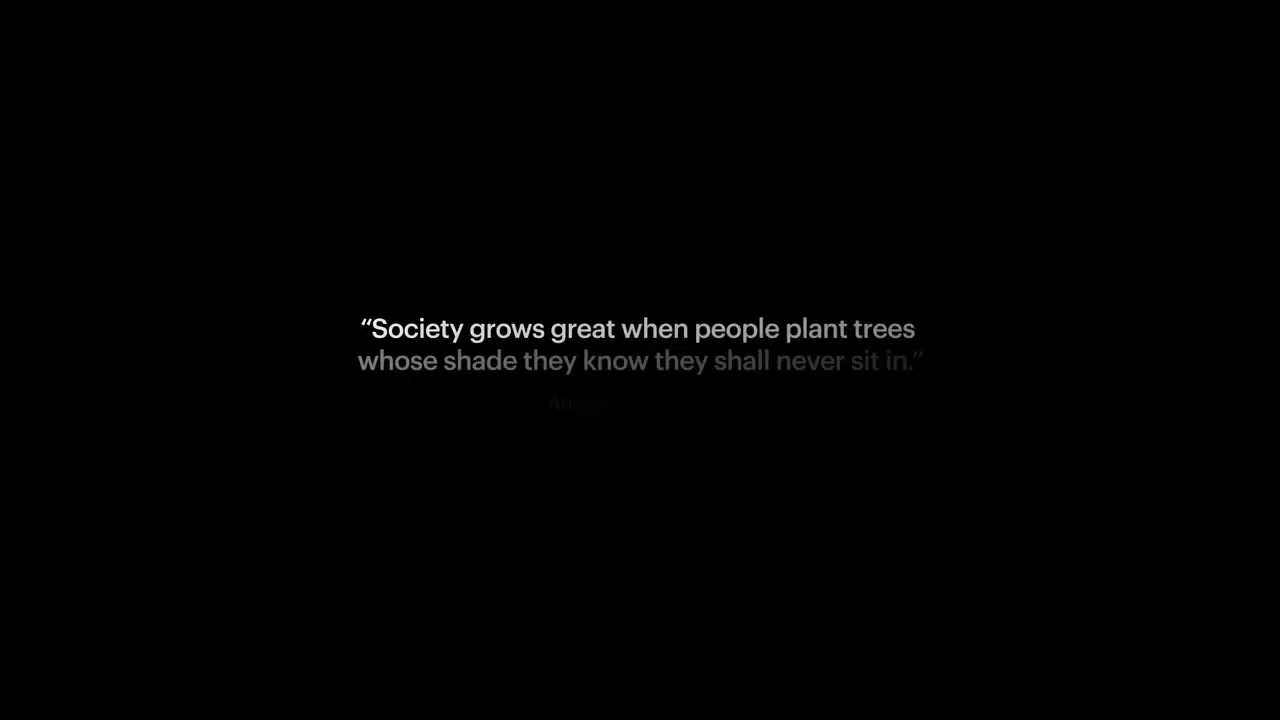 “Society grows great when people plant trees
whose shade they know they shall never sit in.”